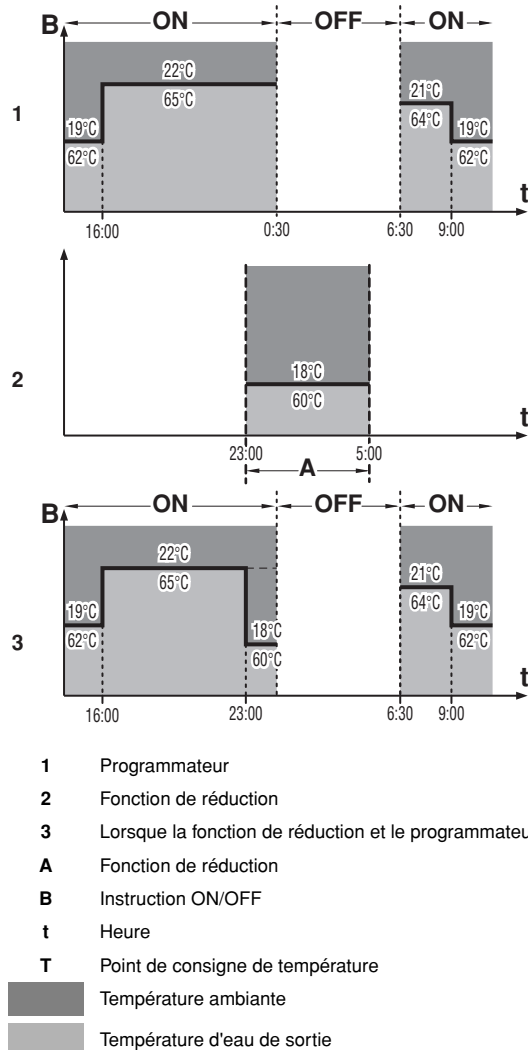 B ON OFF ON
22°C
65°C
21°C
64°C
1
19°C
62°C
19°C
62°C
t
16:00 0:30 6:30 9:00
2
18°C
60°C
t
23:00 5:00
A
B ON OFF ON
22°C
65°C
21°C
64°C
3
19°C
62°C
18°C
60°C
19°C
62°C
t
16:00 23:00 6:30 9:00
1 Programmateur
2 Fonction de réduction
3 Lorsque la fonction de réduction et le programmateu
A Fonction de réduction
B Instruction ON/OFF
t Heure
T Point de consigne de température
Température ambiante
Température d'eau de sortie